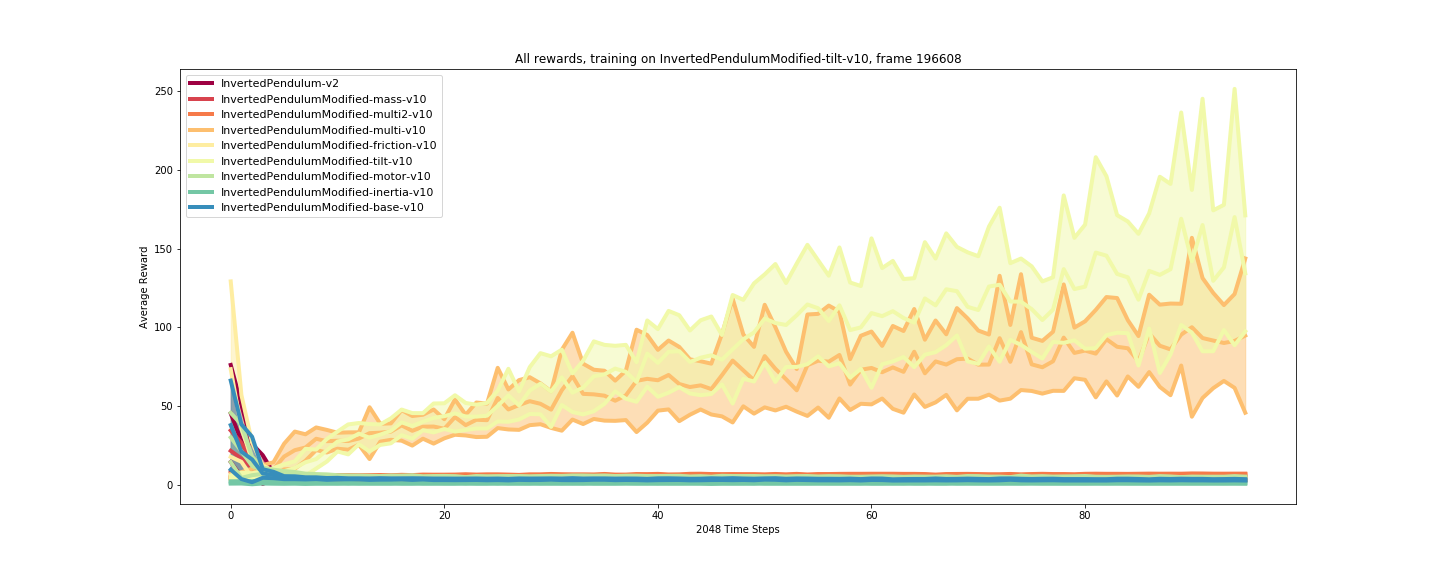 All rewards, training on InvertedPendulumModified-tilt-v10, frame 196608
InvertedPendulum-v2
InvertedPendulumModified-mass-v10
InvertedPendulumModified-multi2-v10
InvertedPendulumModified-multi-v10
InvertedPendulumModified-friction-v10
InvertedPendulumModified-tilt-v10
InvertedPendulumModified-motor-v10
InvertedPendulumModified-inertia-v10
InvertedPendulumModified-base-v10
Average Reward
250
200
150
100
50
0
0 20 40 60 80
2048 Time Steps